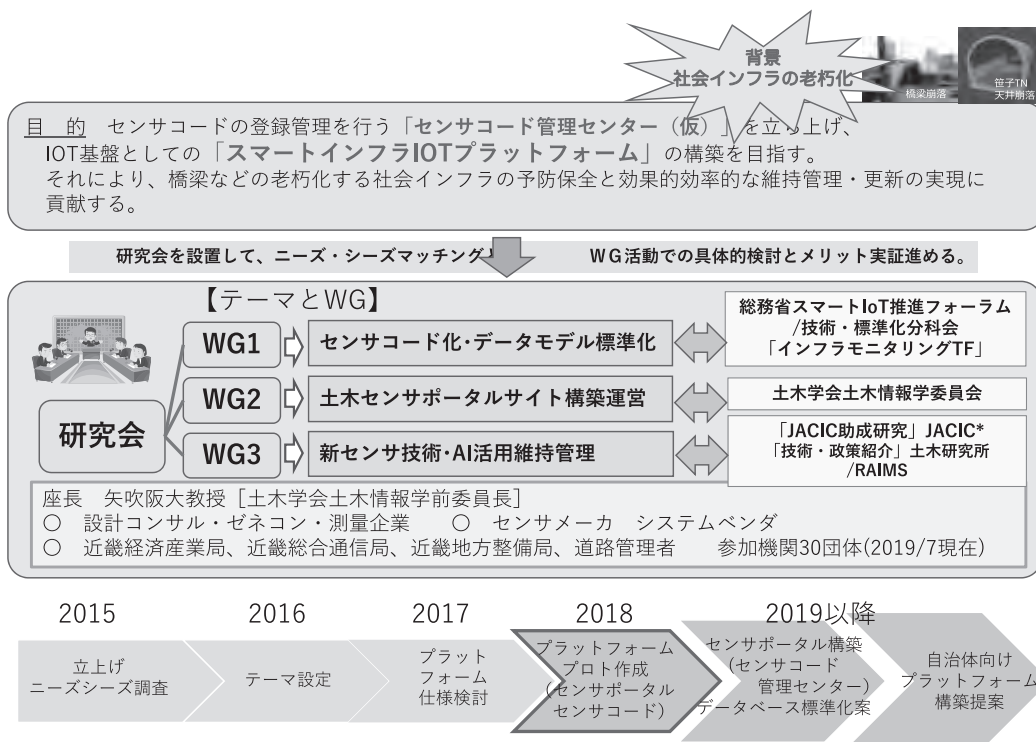 背景
社会インフラの老朽化
橋梁崩落
笹子TN
天井崩落
目 的 センサコードの登録管理を行う「センサコード管理センター（仮）」を立ち上げ、
IOT基盤としての「スマートインフラIOTプラットフォーム」の構築を目指す。
それにより、橋梁などの老朽化する社会インフラの予防保全と効果的効率的な維持管理・更新の実現に
貢献する。
研究会を設置して、ニーズ・シーズマッチング
WG活動での具体的検討とメリット実証進める。
【テーマとWG】
研究会
WG1
センサコード化・データモデル標準化
総務省スマートIoT推進フォーラム
/技術・標準化分科会
「インフラモニタリングTF」
WG2
土木センサポータルサイト構築運営
土木学会土木情報学委員会
WG3
新センサ技術・AI活用維持管理
「JACIC助成研究」JACIC*
「技術・政策紹介」土木研究所
/RAIMS
座長 矢吹阪大教授［土木学会土木情報学前委員長］
○ 設計コンサル・ゼネコン・測量企業 ○ センサメーカ システムベンダ
○ 近畿経済産業局、近畿総合通信局、近畿地方整備局、道路管理者 参加機関30団体(2019/7現在)
2015
立上げ
ニーズシーズ調査
2016
テーマ設定
2017
プラット
フォーム
仕様検討
2018
プラットフォーム
プロト作成
(センサポータル
センサコード）
2019以降
センサポータル構築
(センサコード
管理センター）
データベース標準化案
自治体向け
プラットフォーム
構築提案